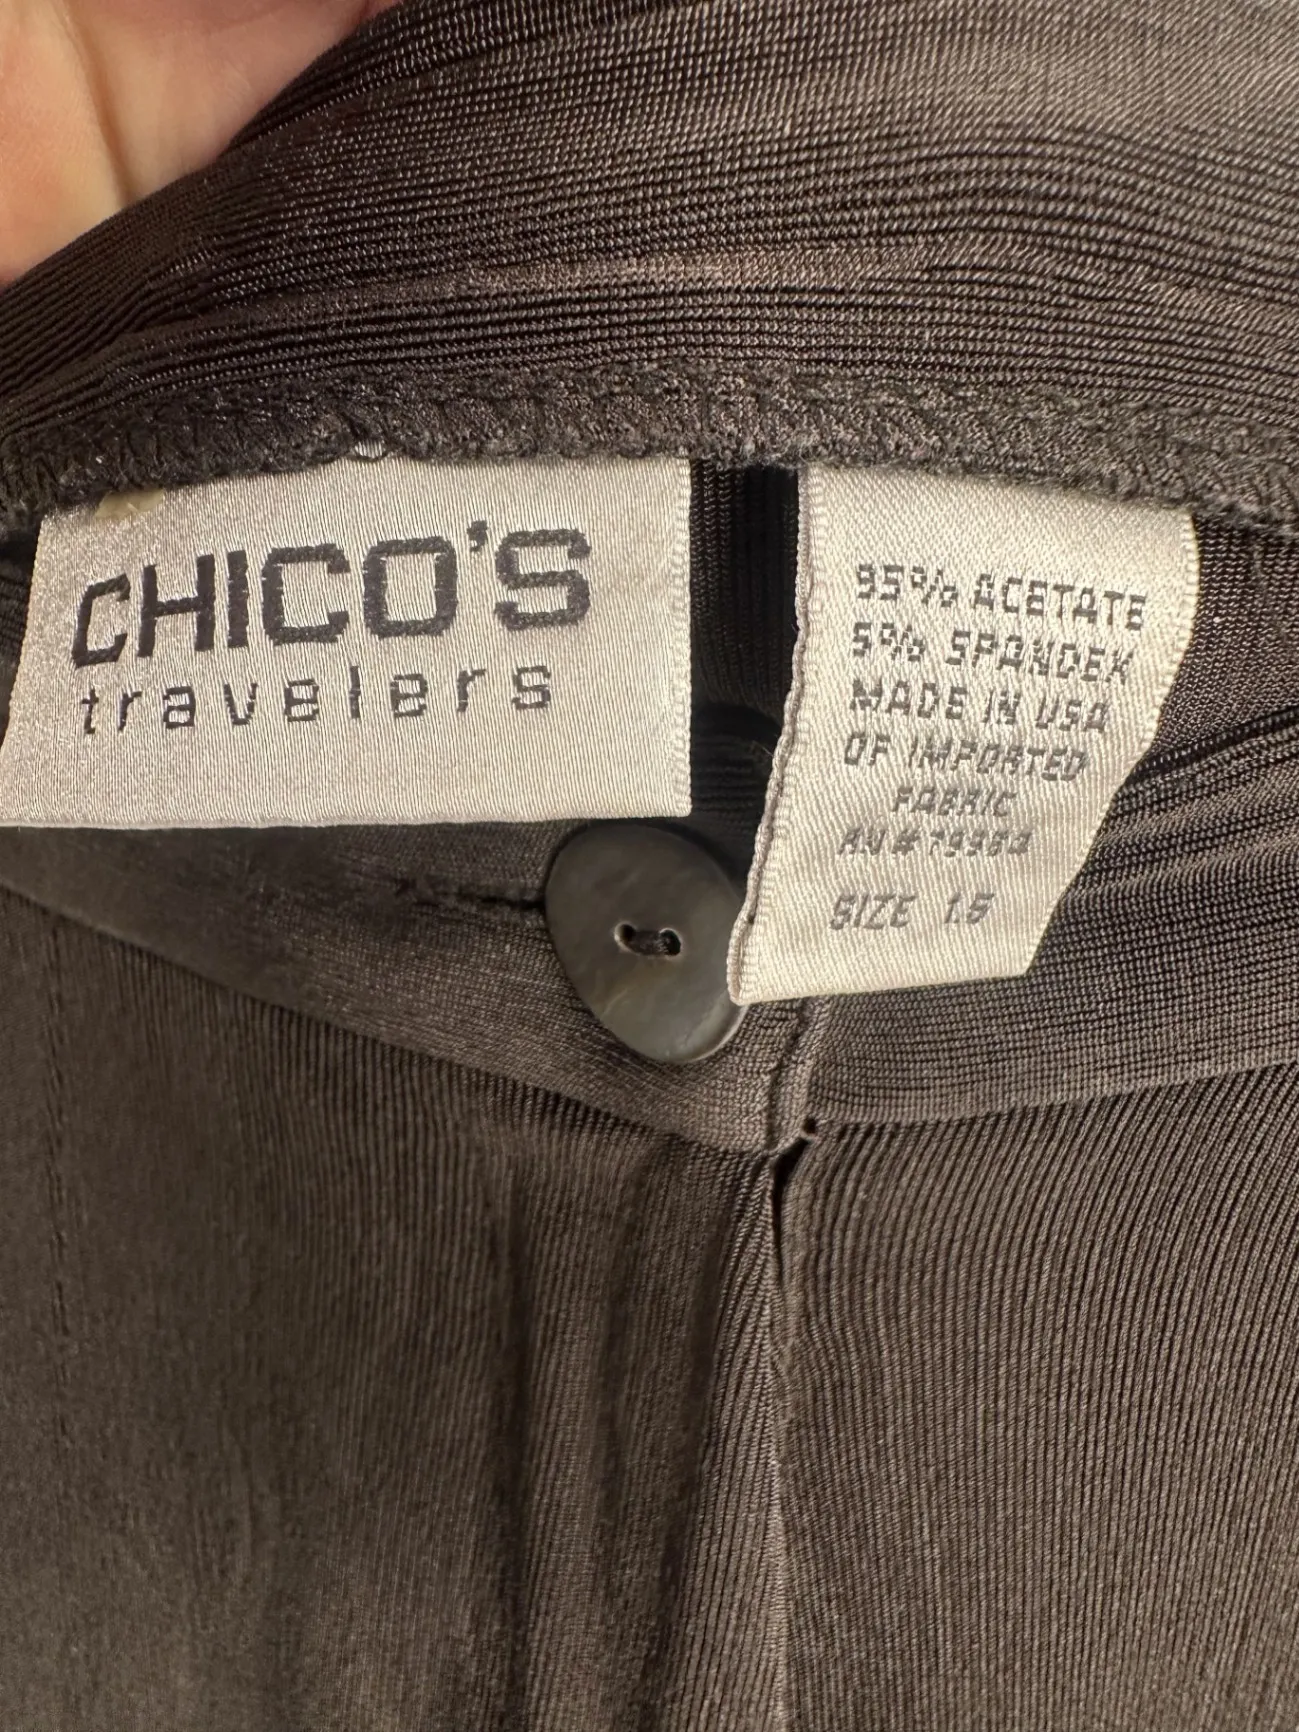 CHICO'S
travelers
95% ACETATE
5% SPANDEX
MADE IN USA
OF IMPORTED
FABRIC
SIZE 1.5